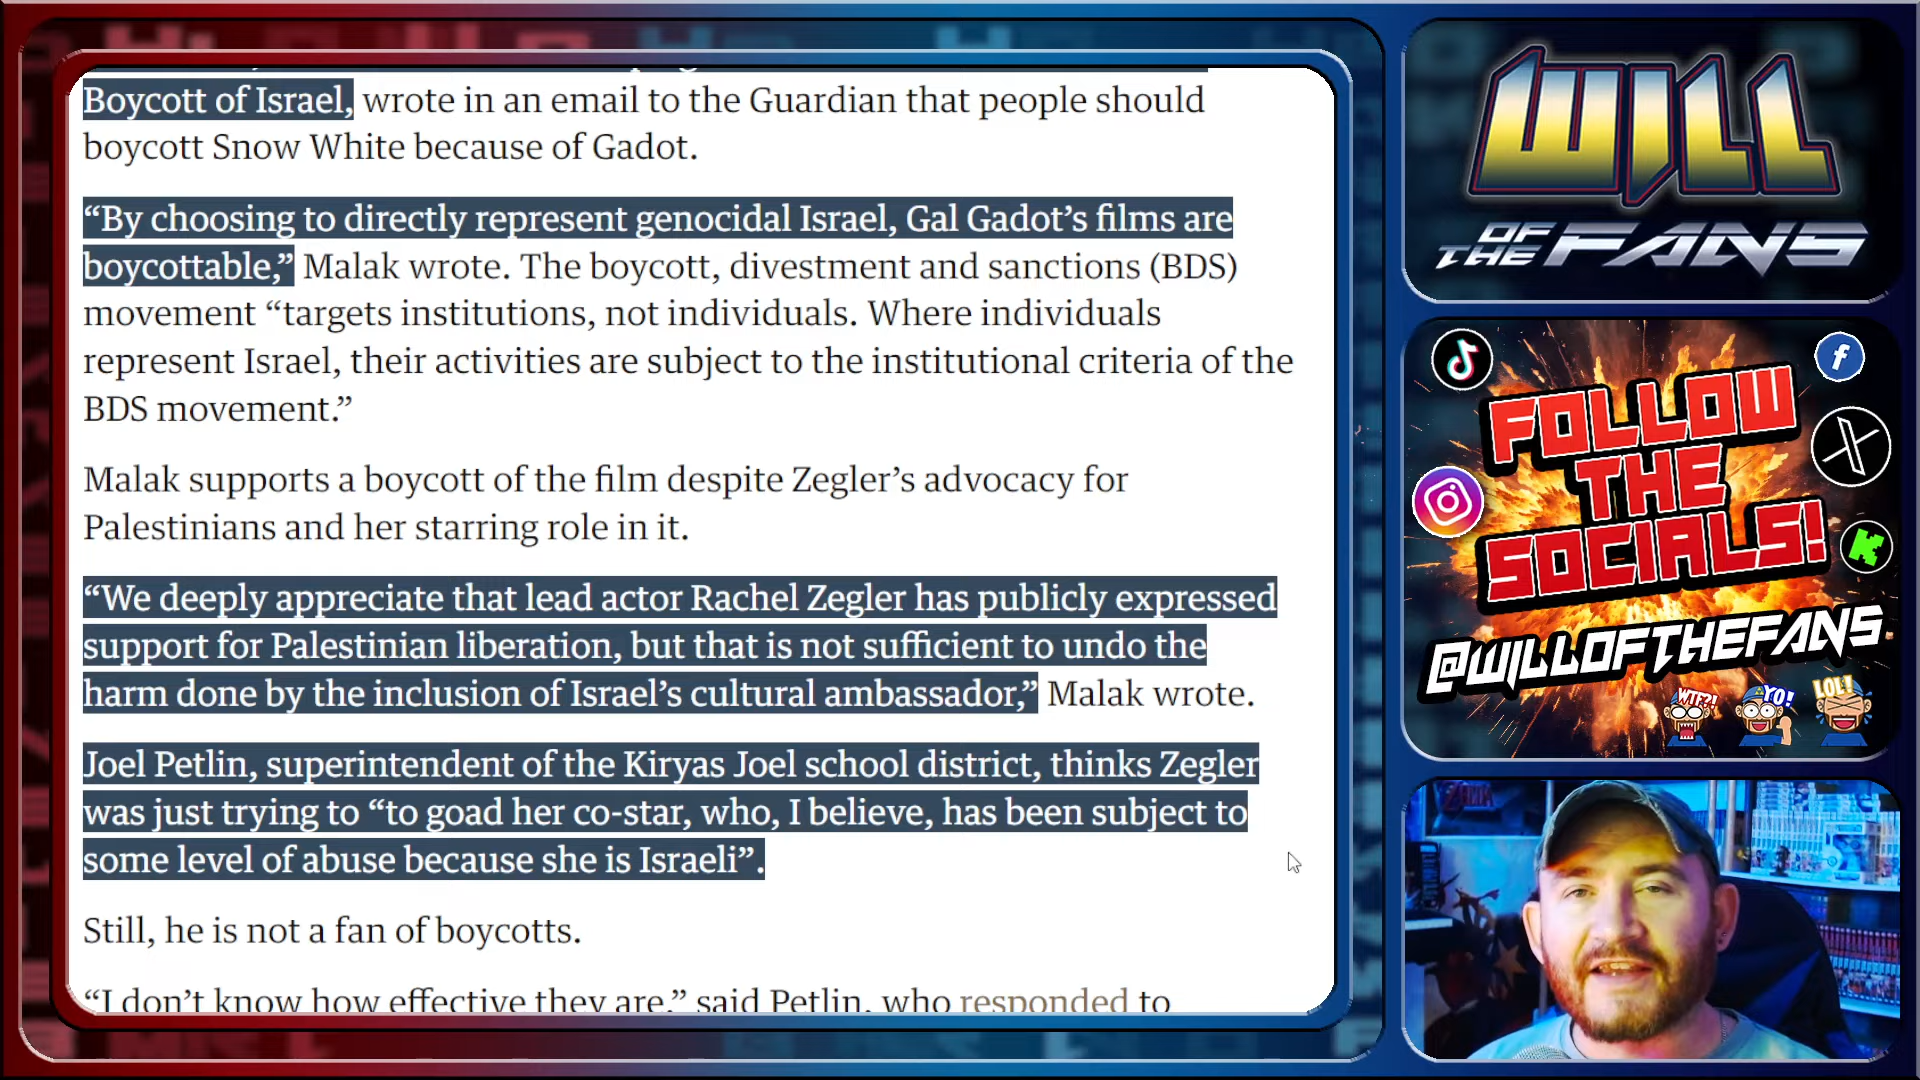 Boycott of Israel, wrote in an email to the Guardian that people should
boycott Snow White because of Gadot.
“By choosing to directly represent genocidal Israel, Gal Gadot’s films are
boycottable,” Malak wrote. The boycott, divestment and sanctions (BDS)
movement “targets institutions, not individuals. Where individuals
represent Israel, their activities are subject to the institutional criteria of the
BDS movement.”
Malak supports a boycott of the film despite Zegler’s advocacy for
Palestinians and her starring role in it.
“We deeply appreciate that lead actor Rachel Zegler has publicly expressed
support for Palestinian liberation, but that is not sufficient to undo the
harm done by the inclusion of Israel’s cultural ambassador,” Malak wrote.
Joel Petlin, superintendent of the Kiryas Joel school district, thinks Zegler
was just trying to “to goad her co-star, who, I believe, has been subject to
some level of abuse because she is Israeli”.
Still, he is not a fan of boycotts.
“I don’t know how effective they are,” said Petlin, who responded to
WILL
OF
THE FANS
FOLLOW
THE
SOCIALS!
@WILLOFTHEFANS
WTF?!
YO!
LOL!